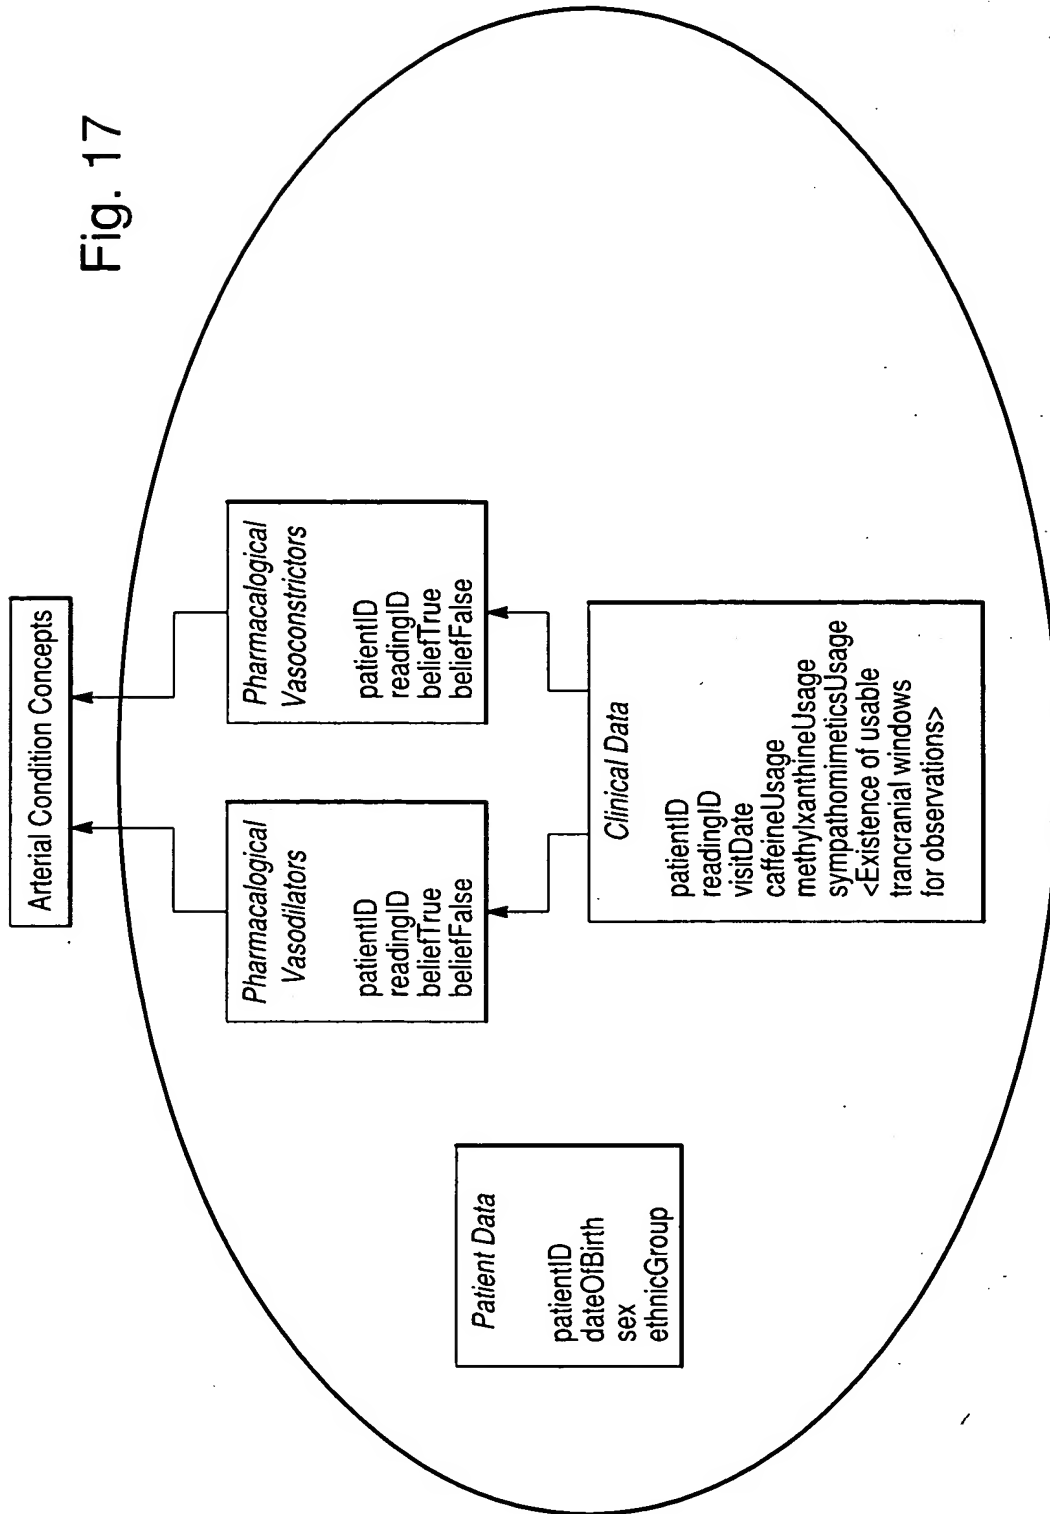 Fig. 17
Arterial Condition Concepts
Pharmacalogical
Vasodilators
patientID
readingID
beliefTrue
beliefFalse
Pharmacalogical
Vasoconstrictors
patientID
readingID
beliefTrue
beliefFalse
Patient Data
patientID
dateOfBirth
sex
ethnicGroup
Clinical Data
patientID
readingID
visitDate
caffeineUsage
methylxanthineUsage
sympathomimeticsUsage
<Existence of usable
trancranial windows
for observations>